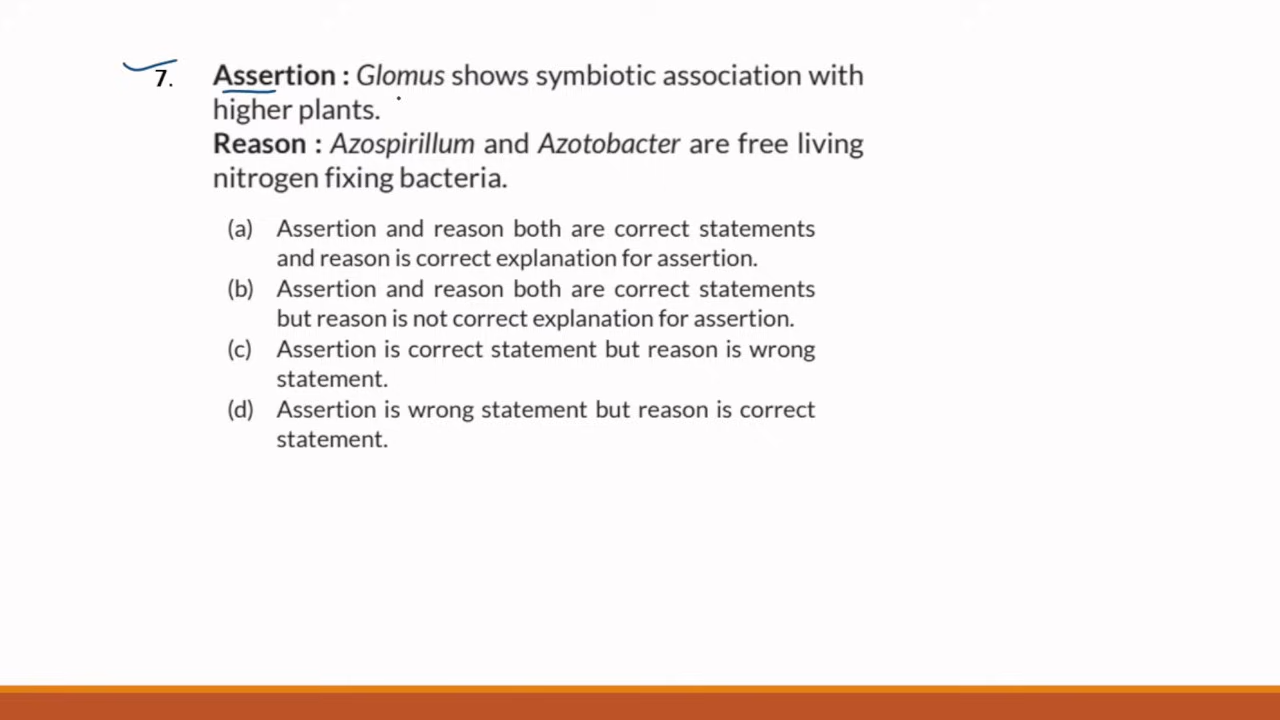 7. Assertion : Glomus shows symbiotic association with
higher plants.
Reason : Azospirillum and Azotobacter are free living
nitrogen fixing bacteria.
(a) Assertion and reason both are correct statements
and reason is correct explanation for assertion.
(b) Assertion and reason both are correct statements
but reason is not correct explanation for assertion.
(c) Assertion is correct statement but reason is wrong
statement.
(d) Assertion is wrong statement but reason is correct
statement.